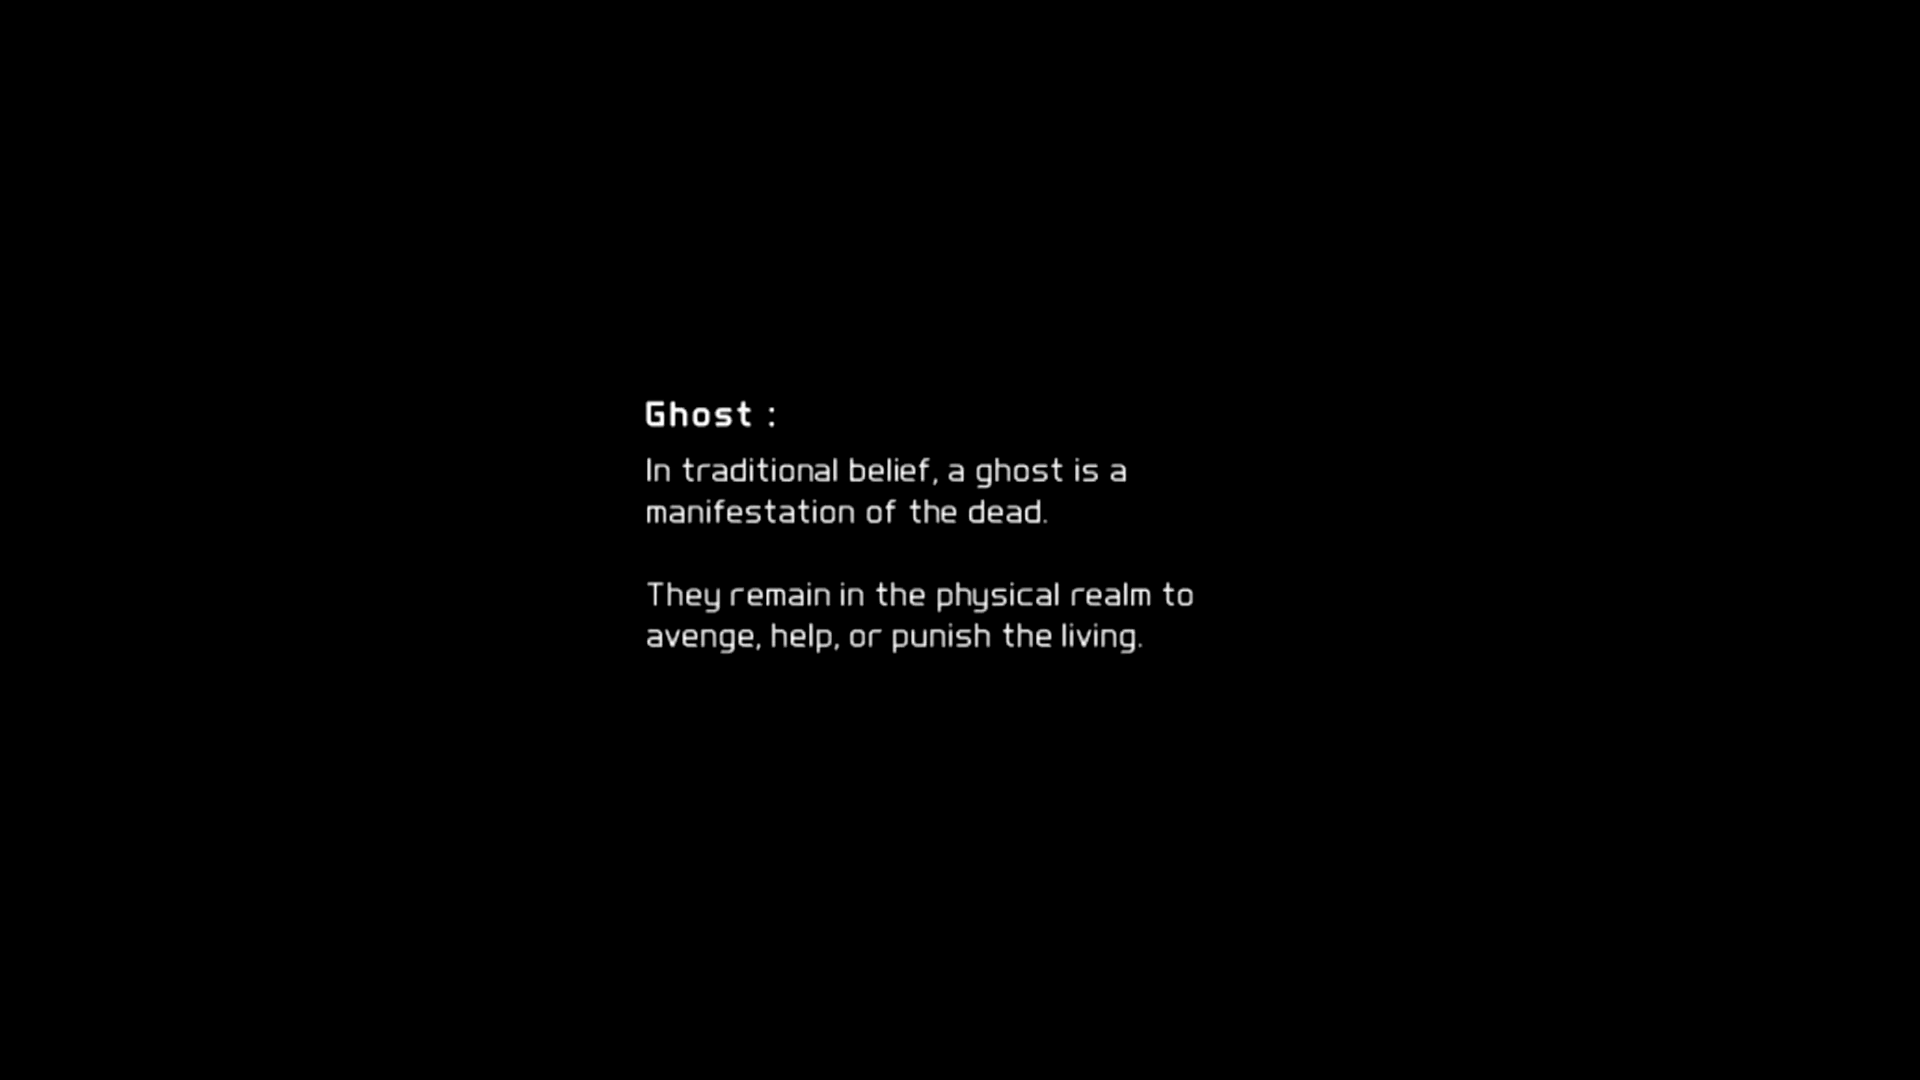 Ghost :
In traditional belief, a ghost is a
manifestation of the dead.
They remain in the physical realm to
avenge, help, or punish the living.